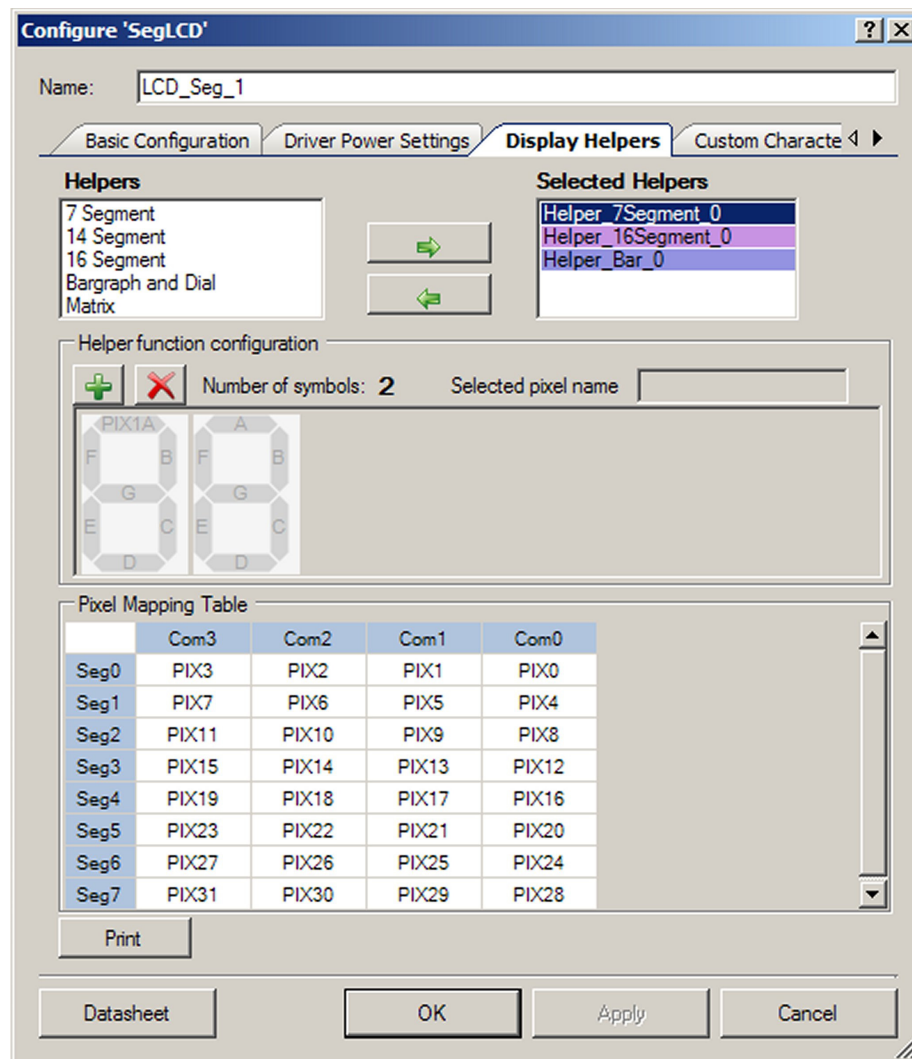 Configure 'SegLCD'
Name: LCD_Seg_1
Basic Configuration Driver Power Settings Display Helpers Custom Characte
Helpers
7 Segment
14 Segment
16 Segment
Bargraph and Dial
Matrix
Selected Helpers
Helper_7Segment_0
Helper_16Segment_0
Helper_Bar_0
Helper function configuration
Number of symbols: 2 Selected pixel name
PIX1A A
F B F B
G G
E C E C
D D
Pixel Mapping Table
Com3 Com2 Com1 Com0
Seg0 PIX3 PIX2 PIX1 PIX0
Seg1 PIX7 PIX6 PIX5 PIX4
Seg2 PIX11 PIX10 PIX9 PIX8
Seg3 PIX15 PIX14 PIX13 PIX12
Seg4 PIX19 PIX18 PIX17 PIX16
Seg5 PIX23 PIX22 PIX21 PIX20
Seg6 PIX27 PIX26 PIX25 PIX24
Seg7 PIX31 PIX30 PIX29 PIX28
Print
Datasheet OK Apply Cancel